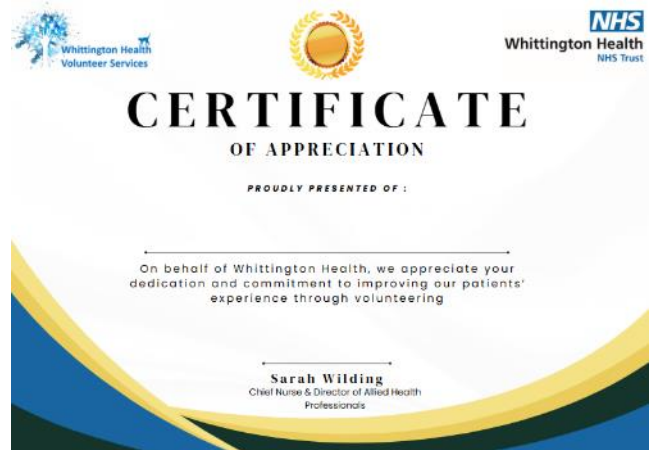 Whittington Health
Volunteer Services
NHS
Whittington Health
NHS Trust
CERTIFICATE
OF APPRECIATION
PROUDLY PRESENTED OF :
On behalf of Whittington Health, we appreciate your
dedication and commitment to improving our patients'
experience through volunteering
Sarah Wilding
Chief Nurse & Director of Allied Health
Professionals